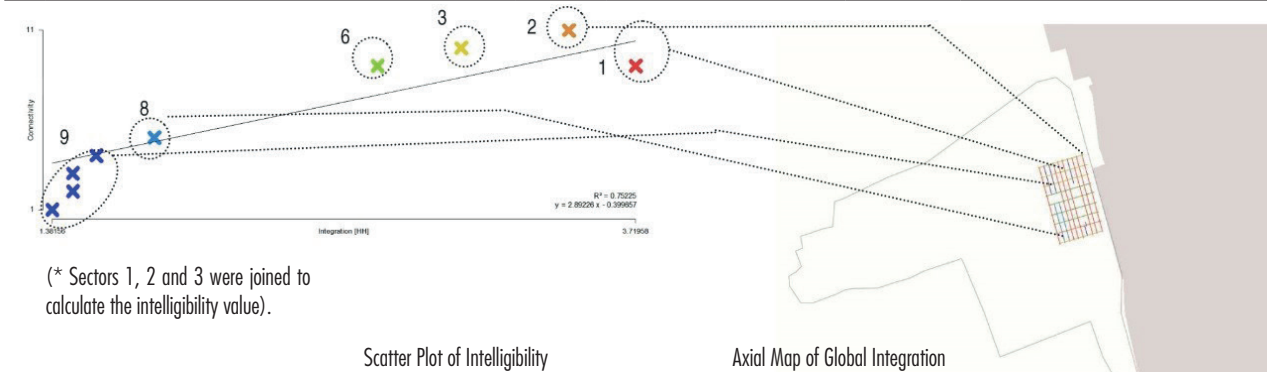 11
6
3
2
1
8
9
Connectivity
1
R² = 0.75225
y = 2.89226 x - 0.399857
1.38156
Integration [HH]
3.71958
(* Sectors 1, 2 and 3 were joined to
calculate the intelligibility value).
Scatter Plot of Intelligibility
Axial Map of Global Integration